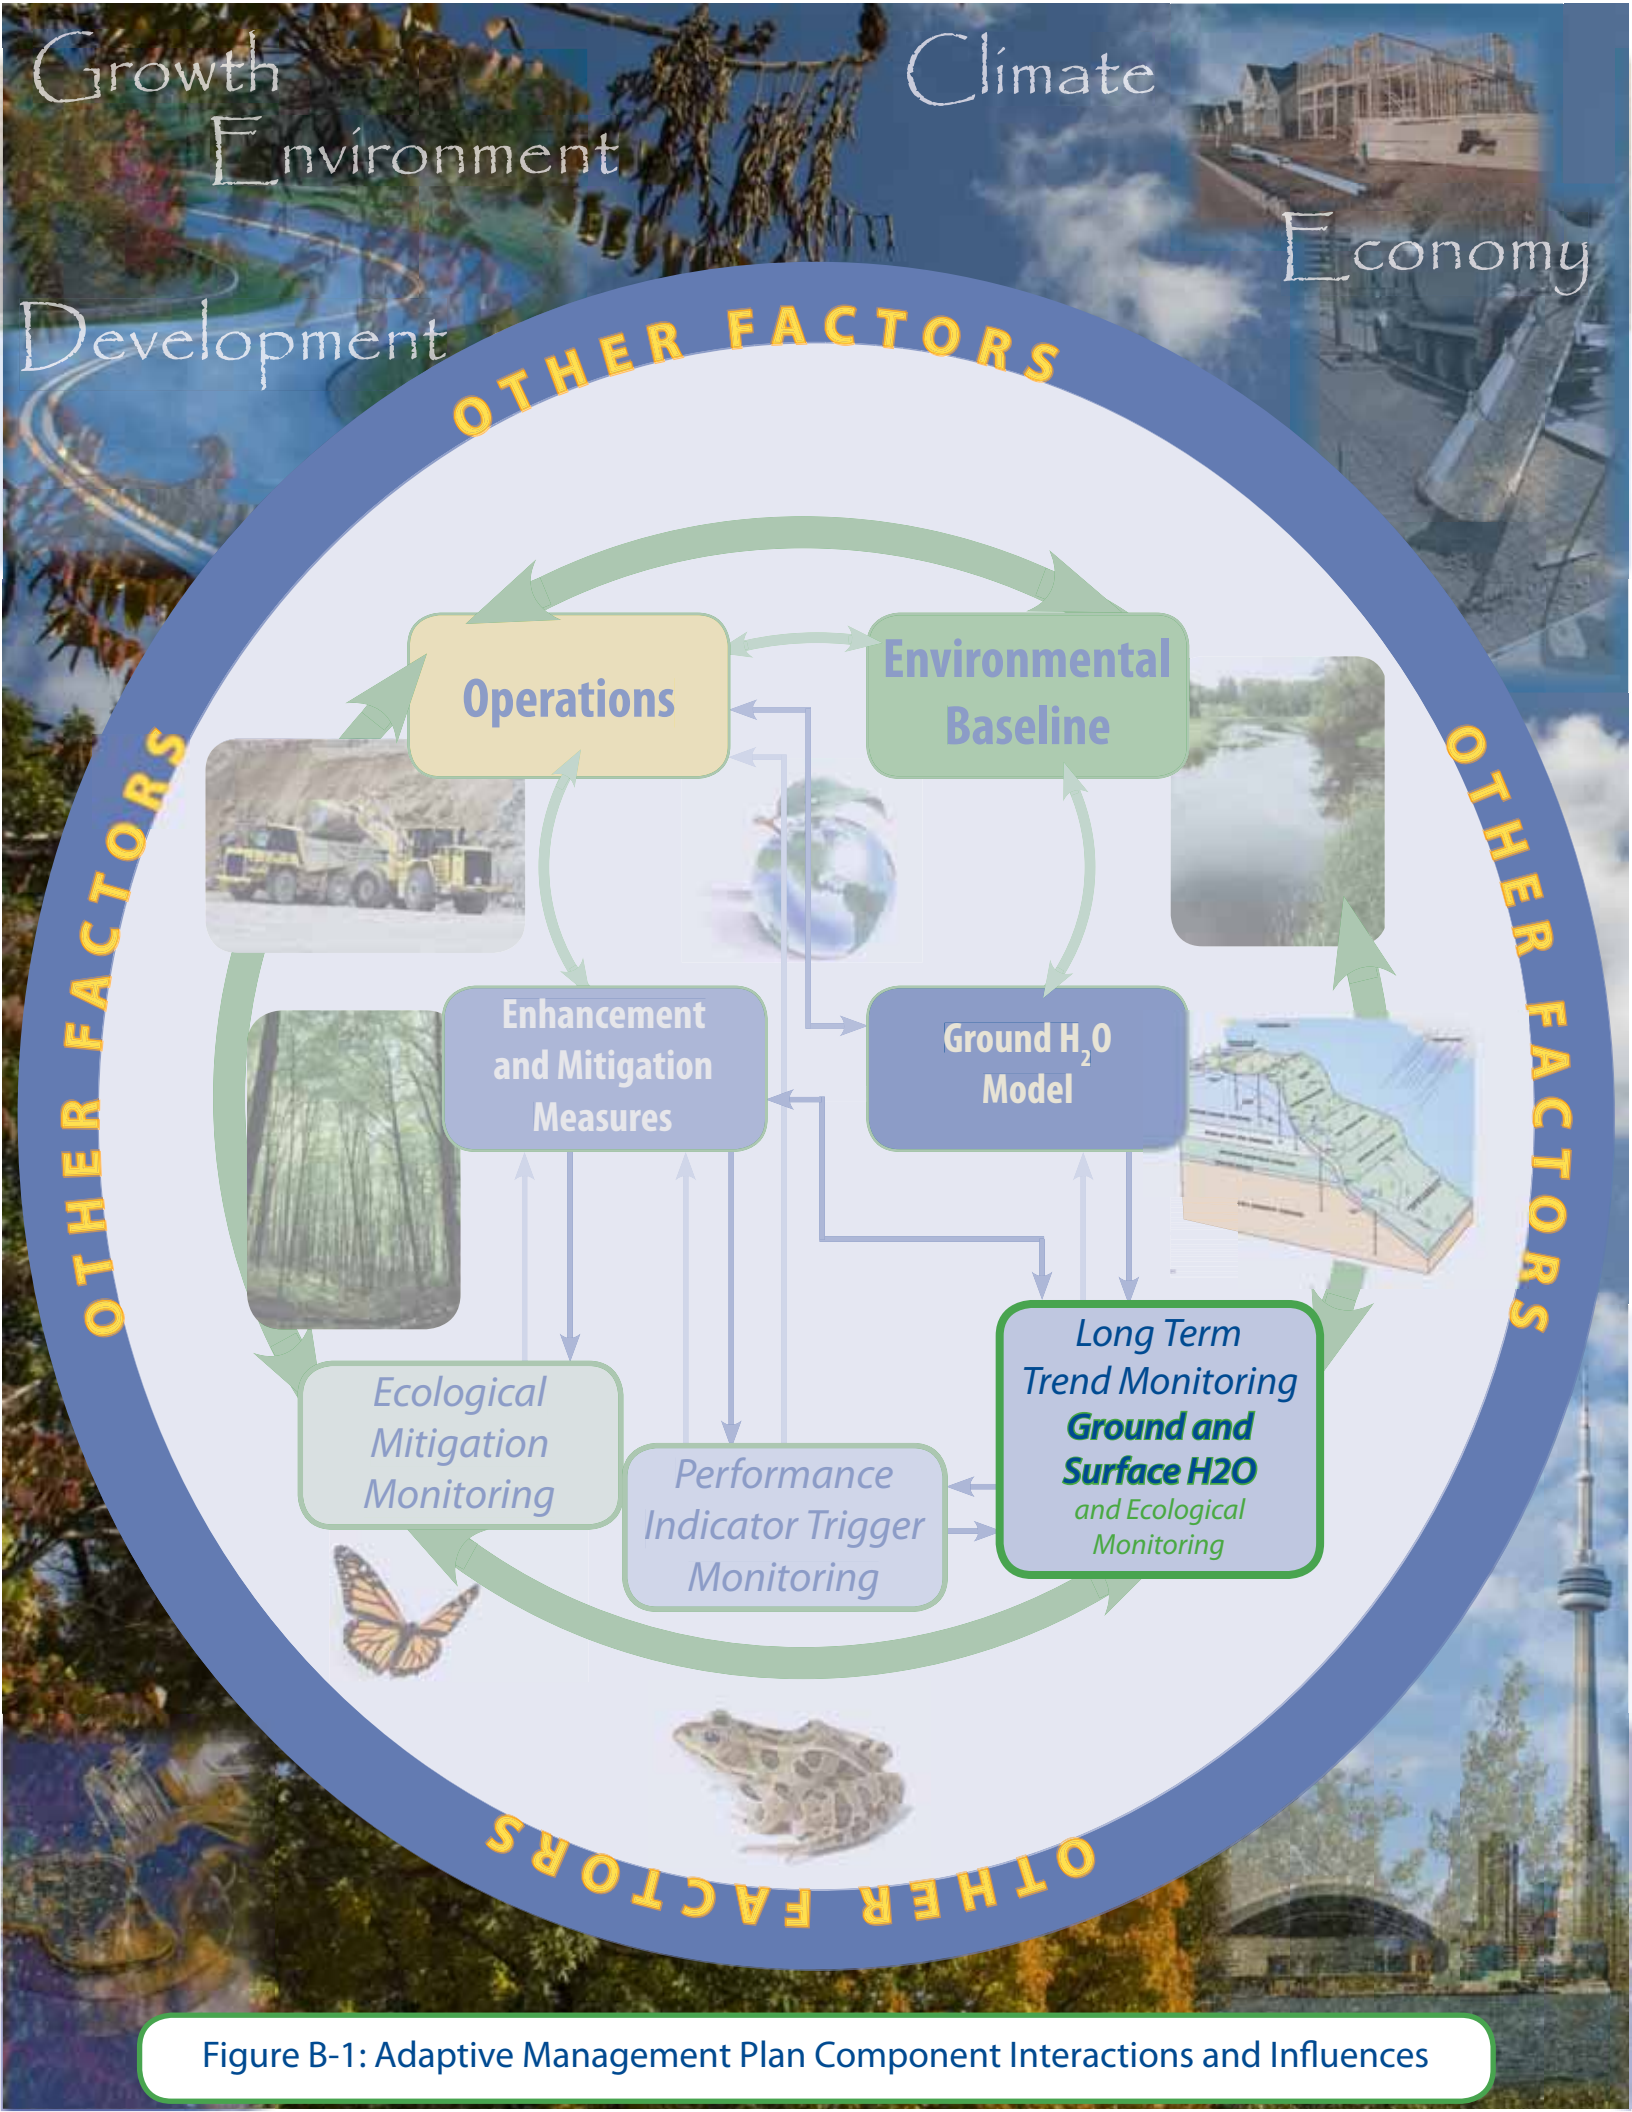 Growth
Climate
Environment
Economy
Development
OTHER FACTORS
OTHER FACTORS
OTHER FACTORS
Operations
Environmental
Baseline
Enhancement
and Mitigation
Measures
Ground H₂O
Model
Long Term
Trend Monitoring
Ground and
Surface H2O
and Ecological
Monitoring
Ecological
Mitigation
Monitoring
Performance
Indicator Trigger
Monitoring
OTHER FACTORS
Figure B-1: Adaptive Management Plan Component Interactions and Influences